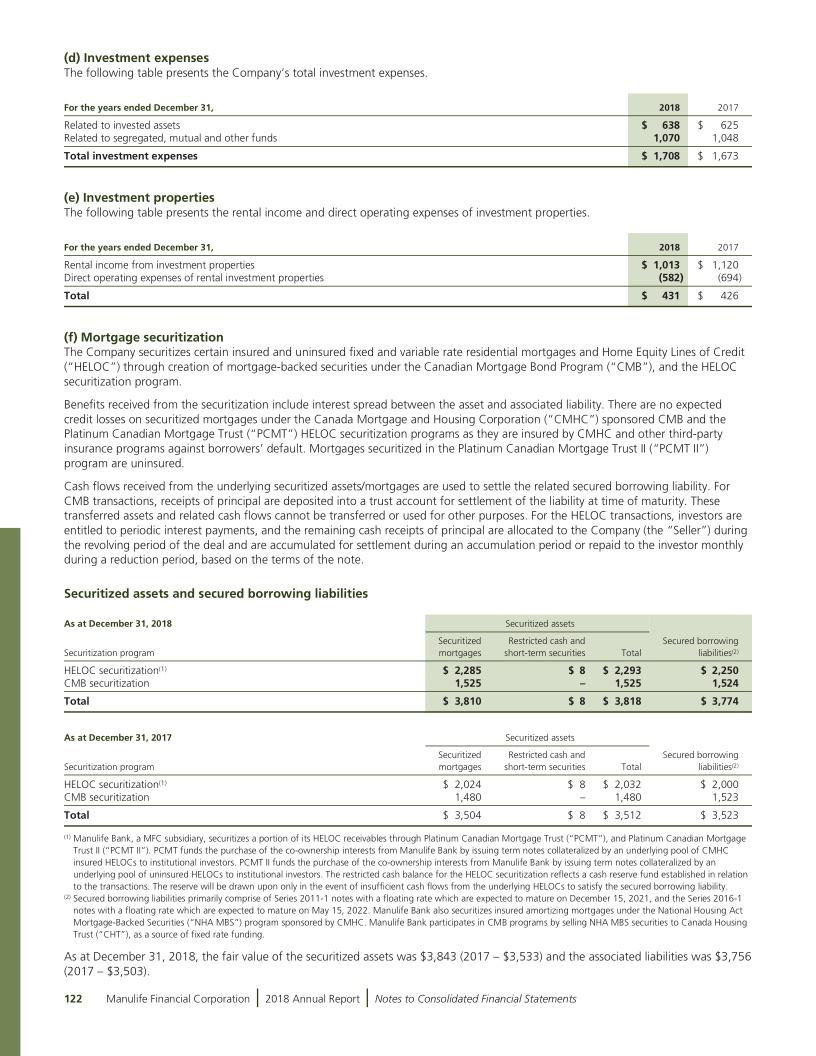 (d) Investment expenses
The following table presents the Company's total investment expenses.
For the years ended December 31, 2018 2017
Related to invested assets $ 638 $ 625
Related to segregated, mutual and other funds 1,070 1,048
Total investment expenses $ 1,708 $ 1,673
(e) Investment properties
The following table presents the rental income and direct operating expenses of investment properties.
For the years ended December 31, 2018 2017
Rental income from investment properties $ 1,013 $ 1,120
Direct operating expenses of rental investment properties (582) (694)
Total $ 431 $ 426
(f) Mortgage securitization
The Company securitizes certain insured and uninsured fixed and variable rate residential mortgages and Home Equity Lines of Credit
("HELOC") through creation of mortgage-backed securities under the Canadian Mortgage Bond Program ("CMB"), and the HELOC
securitization program.
Benefits received from the securitization include interest spread between the asset and associated liability. There are no expected
credit losses on securitized mortgages under the Canada Mortgage and Housing Corporation ("CMHC") sponsored CMB and the
Platinum Canadian Mortgage Trust ("PCMT") HELOC securitization programs as they are insured by CMHC and other third-party
insurance programs against borrowers' default. Mortgages securitized in the Platinum Canadian Mortgage Trust II ("PCMT II")
program are uninsured.
Cash flows received from the underlying securitized assets/mortgages are used to settle the related secured borrowing liability. For
CMB transactions, receipts of principal are deposited into a trust account for settlement of the liability at time of maturity. These
transferred assets and related cash flows cannot be transferred or used for other purposes. For the HELOC transactions, investors are
entitled to periodic interest payments, and the remaining cash receipts of principal are allocated to the Company (the "Seller") during
the revolving period of the deal and are accumulated for settlement during an accumulation period or repaid to the investor monthly
during a reduction period, based on the terms of the note.
Securitized assets and secured borrowing liabilities
As at December 31, 2018 Securitized assets
Securitized Restricted cash and Secured borrowing
Securitization program mortgages short-term securities Total liabilities(2)
HELOC securitization(1) $ 2,285 $ 8 $ 2,293 $ 2,250
CMB securitization 1,525 – 1,525 1,524
Total $ 3,810 $ 8 $ 3,818 $ 3,774
As at December 31, 2017 Securitized assets
Securitized Restricted cash and Secured borrowing
Securitization program mortgages short-term securities Total liabilities(2)
HELOC securitization(1) $ 2,024 $ 8 $ 2,032 $ 2,000
CMB securitization 1,480 – 1,480 1,523
Total $ 3,504 $ 8 $ 3,512 $ 3,523
(1) Manulife Bank, a MFC subsidiary, securitizes a portion of its HELOC receivables through Platinum Canadian Mortgage Trust ("PCMT"), and Platinum Canadian Mortgage
Trust II ("PCMT II"). PCMT funds the purchase of the co-ownership interests from Manulife Bank by issuing term notes collateralized by an underlying pool of CMHC
insured HELOCs to institutional investors. PCMT II funds the purchase of the co-ownership interests from Manulife Bank by issuing term notes collateralized by an
underlying pool of uninsured HELOCs to institutional investors. The restricted cash balance for the HELOC securitization reflects a cash reserve fund established in relation
to the transactions. The reserve will be drawn upon only in the event of insufficient cash flows from the underlying HELOCs to satisfy the secured borrowing liability.
(2) Secured borrowing liabilities primarily comprise of Series 2011-1 notes with a floating rate which are expected to mature on December 15, 2021, and the Series 2016-1
notes with a floating rate which are expected to mature on May 15, 2022. Manulife Bank also securitizes insured amortizing mortgages under the National Housing Act
Mortgage-Backed Securities ("NHA MBS") program sponsored by CMHC. Manulife Bank participates in CMB programs by selling NHA MBS securities to Canada Housing
Trust ("CHT"), as a source of fixed rate funding.
As at December 31, 2018, the fair value of the securitized assets was $3,843 (2017 – $3,533) and the associated liabilities was $3,756
(2017 – $3,503).
122 Manulife Financial Corporation | 2018 Annual Report | Notes to Consolidated Financial Statements